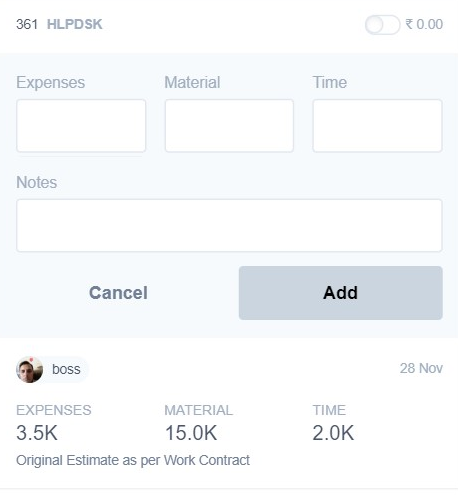 361 HLPDSK ₹ 0.00
Expenses Material Time
Notes
Cancel Add
boss 28 Nov
EXPENSES MATERIAL TIME
3.5K 15.0K 2.0K
Original Estimate as per Work Contract